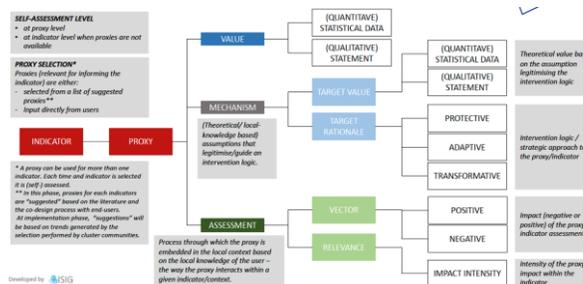 SELF-ASSESSMENT LEVEL
• at proxy level
• at indicator level when proxies are not
available
PROXY SELECTION*
Proxies (relevant for informing the
indicator) are either:
- selected from a list of suggested
proxies**
- Input directly from users
INDICATOR
PROXY
* A proxy can be used for more than one
indicator. Each time and indicator is selected
it is (self-) assessed.
** In this phase, proxies for each indicators
are "suggested" based on the literature and
the co-design process with end-users.
At implementation phase, "suggestions" will
be based on trends generated by the
selection performed by cluster communities.
Developed by ISIG
VALUE
(QUANTITAVE)
STATISTICAL DATA
(QUALITATIVE)
STATEMENT
MECHANISM
(Theoretical/ local-
knowledge based)
assumptions that
legitimise/guide an
intervention logic.
TARGET VALUE
(QUANTITAVE)
STATISTICAL DATA
(QUALITATIVE)
STATEMENT
Theoretical value ba
on the assumption
legitimising the
intervention logic
TARGET
RATIONALE
PROTECTIVE
ADAPTIVE
TRANSFORMATIVE
Intervention logic/
strategic approach to
the proxy/indicator
ASSESSMENT
Process through which the proxy is
embedded in the local context based
on the local knowledge of the user –
the way the proxy interacts within a
given indicator/context.
VECTOR
POSITIVE
NEGATIVE
Impact (negative or
positive) of the proxy
indicator assessment
RELEVANCE
IMPACT INTENSITY
Intensity of the proxy
impact within the
indicator